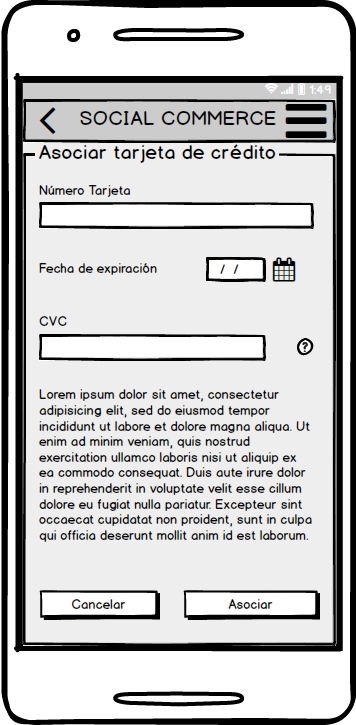 1:49
SOCIAL COMMERCE
Asociar tarjeta de crédito
Número Tarjeta
Fecha de expiración
/ /
CVC
?
Lorem ipsum dolor sit amet, consectetur
adipisicing elit, sed do eiusmod tempor
incididunt ut labore et dolore magna aliqua. Ut
enim ad minim veniam, quis nostrud
exercitation ullamco laboris nisi ut aliquip ex
ea commodo consequat. Duis aute irure dolor
in reprehenderit in voluptate velit esse cillum
dolore eu fugiat nulla pariatur. Excepteur sint
occaecat cupidatat non proident, sunt in culpa
qui officia deserunt mollit anim id est laborum.
Cancelar
Asociar